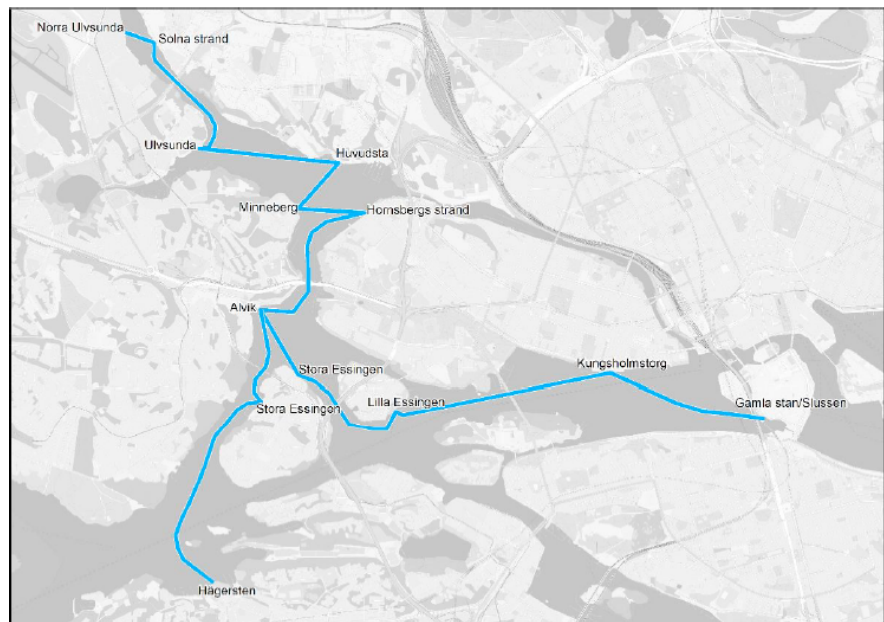 Norra Ulvsunda
Solna strand
Ulvsunda
Huvudsta
Minneberg
Hornsbergs strand
Alvik
Stora Essingen
Kungsholmstorg
Stora Essingen
Lilla Essingen
Gamla stan/Slussen
Hägersten